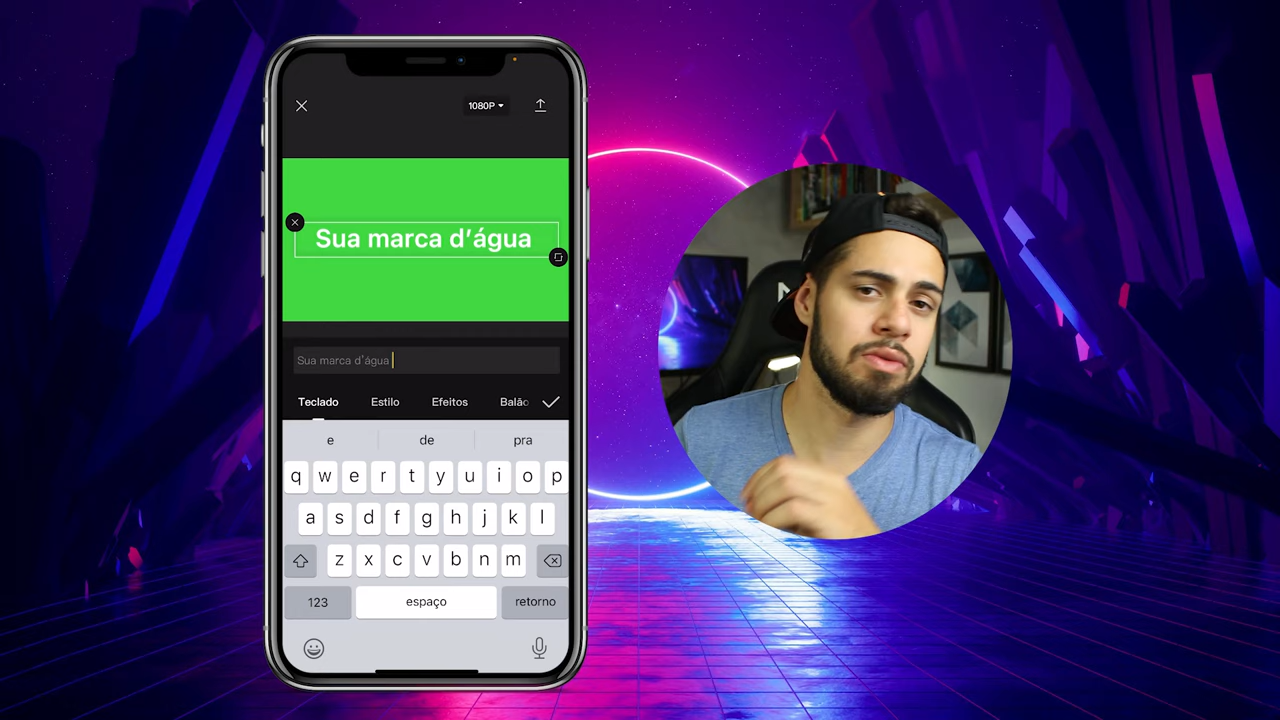 1080P
Sua marca d'água
Sua marca d'água
Teclado Estilo Efeitos Balão
e de pra
q w e r t y u i o p
a s d f g h j k l
z x c v b n m
123 espaço retorno